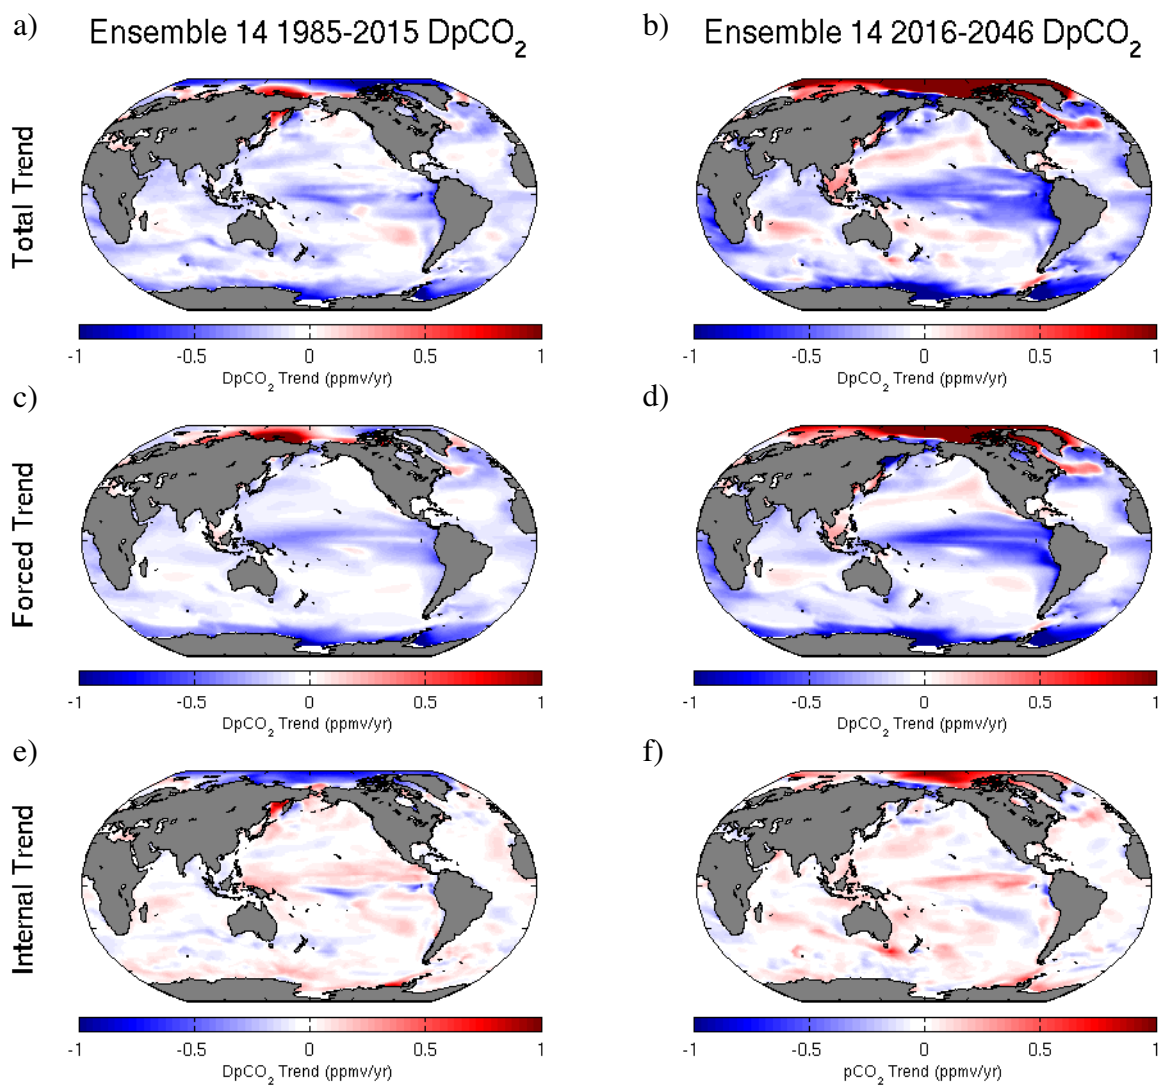 a) Ensemble 14 1985-2015 DpCO₂
b) Ensemble 14 2016-2046 DpCO₂
Total Trend
-1 -0.5 0 0.5 1
DpCO₂ Trend (ppmv/yr)
-1 -0.5 0 0.5 1
DpCO₂ Trend (ppmv/yr)
c)
d)
Forced Trend
-1 -0.5 0 0.5 1
DpCO₂ Trend (ppmv/yr)
-1 -0.5 0 0.5 1
DpCO₂ Trend (ppmv/yr)
e)
f)
Internal Trend
-1 -0.5 0 0.5 1
DpCO₂ Trend (ppmv/yr)
-1 -0.5 0 0.5 1
pCO₂ Trend (ppmv/yr)